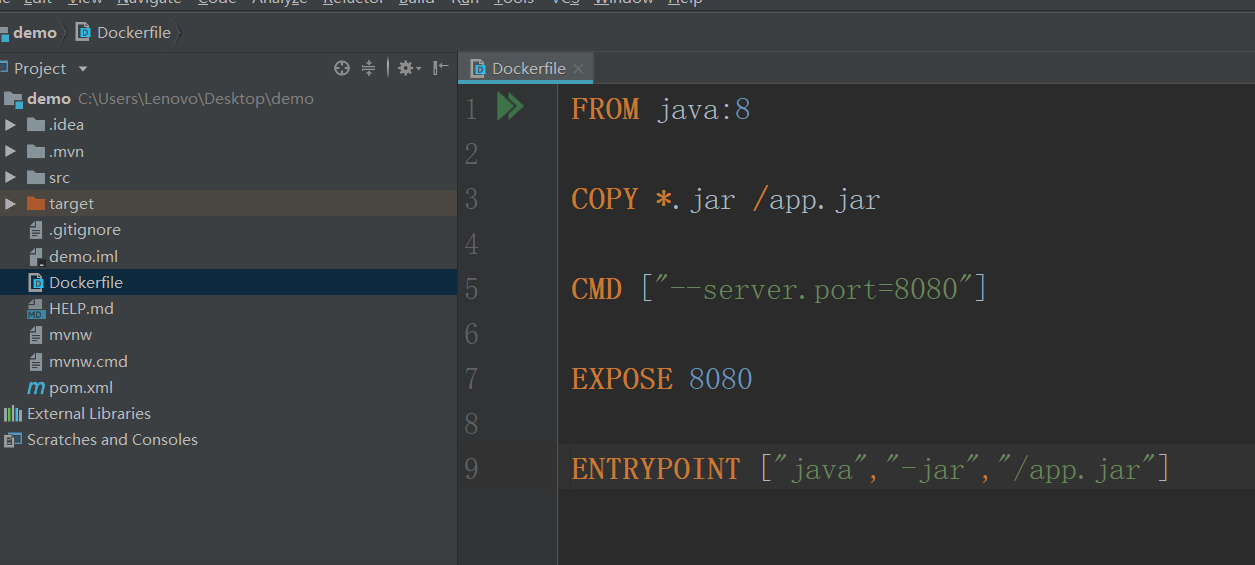 Edit View Navigate Code Analyze Refactor Build Run Tools VCS Window Help
demo Dockerfile
Project
Dockerfile
demo C:\Users\Lenovo\Desktop\demo
.idea
.mvn
src
target
.gitignore
demo.iml
Dockerfile
HELP.md
mvnw
mvnw.cmd
pom.xml
External Libraries
Scratches and Consoles
1 FROM java:8
2
3 COPY *.jar /app.jar
4
5 CMD ["--server.port=8080"]
6
7 EXPOSE 8080
8
9 ENTRYPOINT ["java","-jar","/app.jar"]